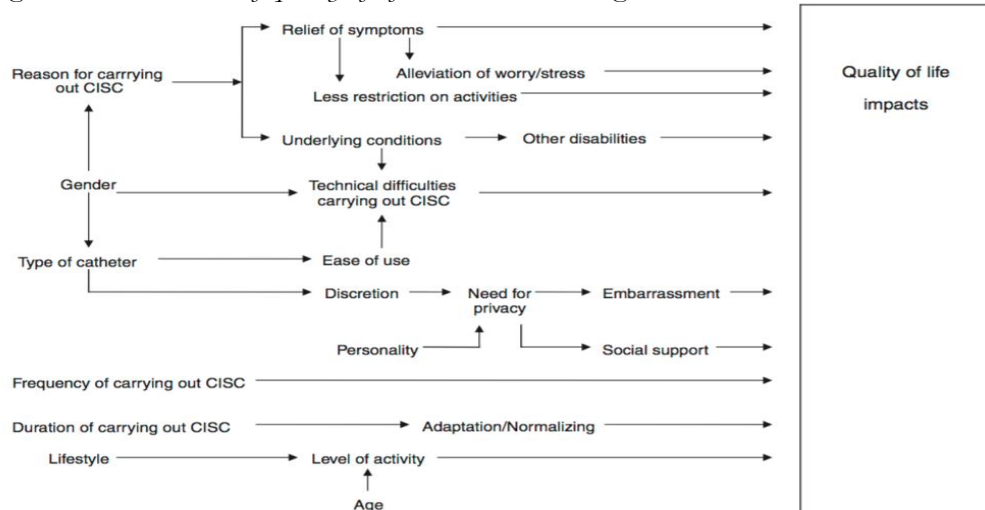 Relief of symptoms
Reason for carrrying
out CISC
Alleviation of worry/stress
Less restriction on activities
Quality of life
impacts
Underlying conditions
Other disabilities
Gender
Technical difficulties
carrying out CISC
Type of catheter
Ease of use
Discretion
Need for
privacy
Embarrassment
Personality
Social support
Frequency of carrying out CISC
Duration of carrying out CISC
Adaptation/Normalizing
Lifestyle
Level of activity
Age